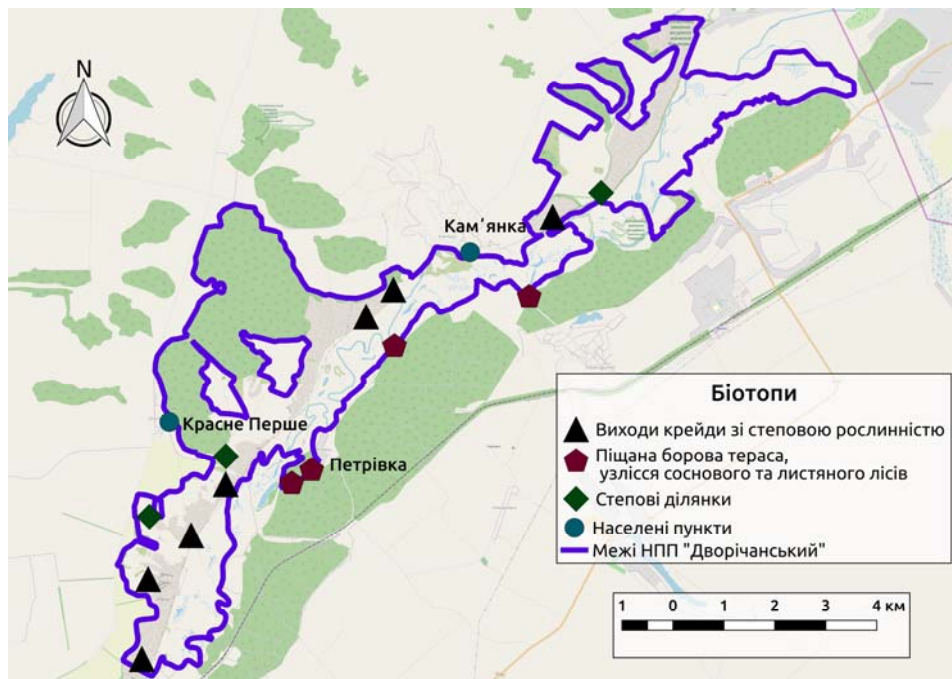 N
Кам'янка
Красне Перше
Петрівка
Біотопи
Виходи крейди зі степовою рослинністю
Піщана борова тераса,
узлісся соснового та листяного лісів
Степові ділянки
Населені пункти
Межі НПП "Дворічанський"
1 0 1 2 3 4 км